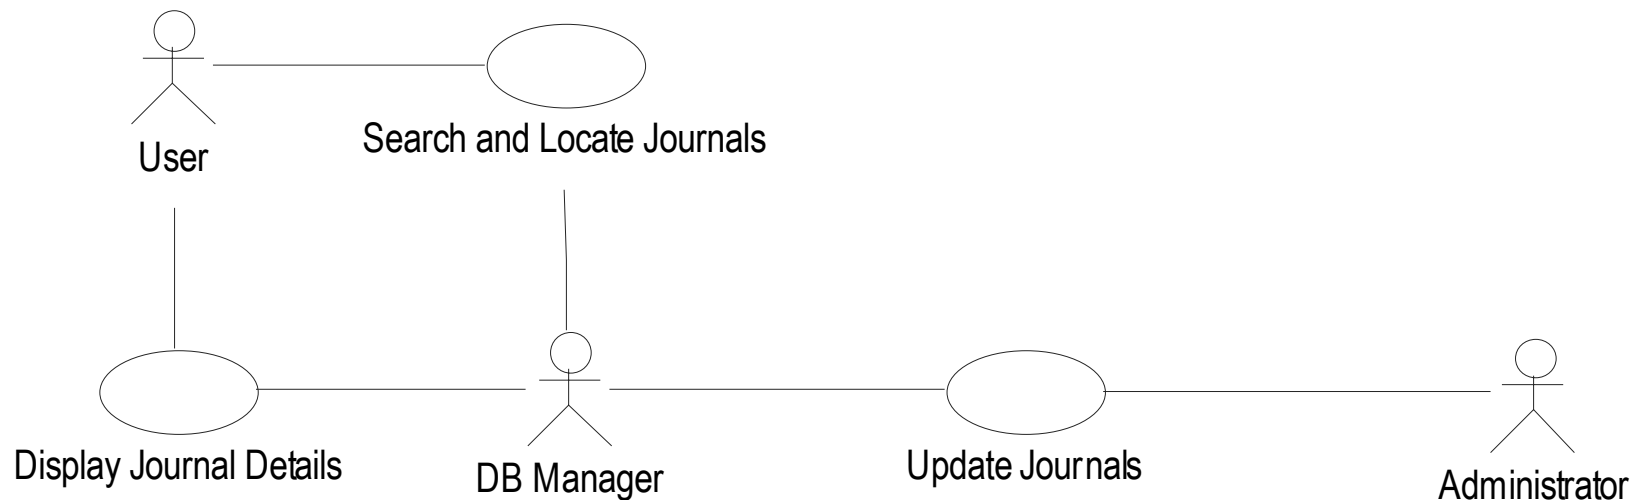 Search and Locate Journals
User
Display Journal Details
DB Manager
Update Journals
Administrator